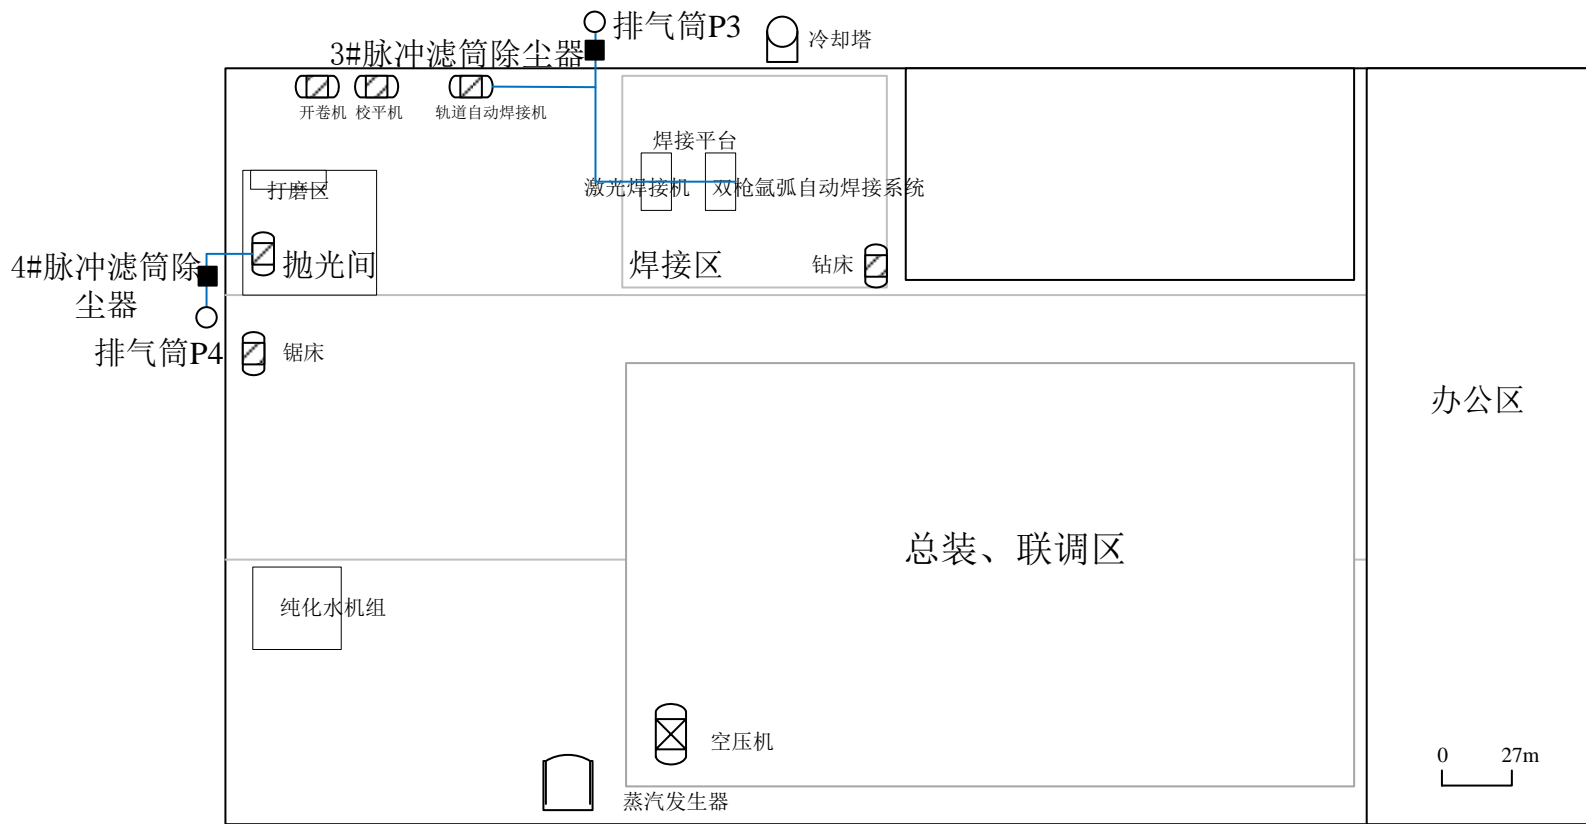 排气筒P3
冷却塔
3#脉冲滤筒除尘器
开卷机
校平机
轨道自动焊接机
焊接平台
打磨区
激光焊接机
双枪氩弧自动焊接系统
4#脉冲滤筒除
尘器
抛光间
焊接区
钻床
排气筒P4
锯床
办公区
总装、联调区
纯化水机组
空压机
0
27m
蒸汽发生器